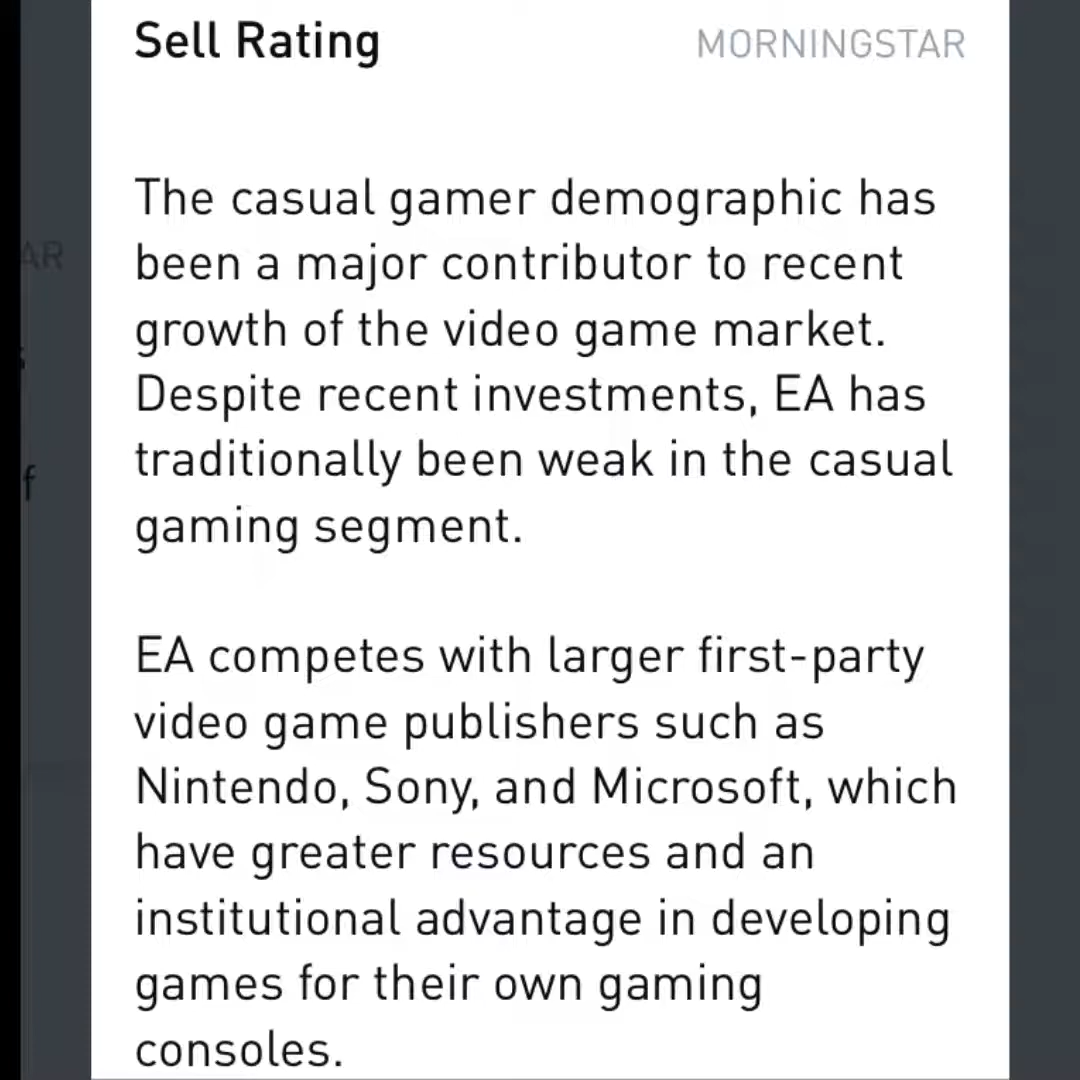 Sell Rating MORNINGSTAR
The casual gamer demographic has
been a major contributor to recent
growth of the video game market.
Despite recent investments, EA has
traditionally been weak in the casual
gaming segment.
EA competes with larger first-party
video game publishers such as
Nintendo, Sony, and Microsoft, which
have greater resources and an
institutional advantage in developing
games for their own gaming
consoles.
AR
f